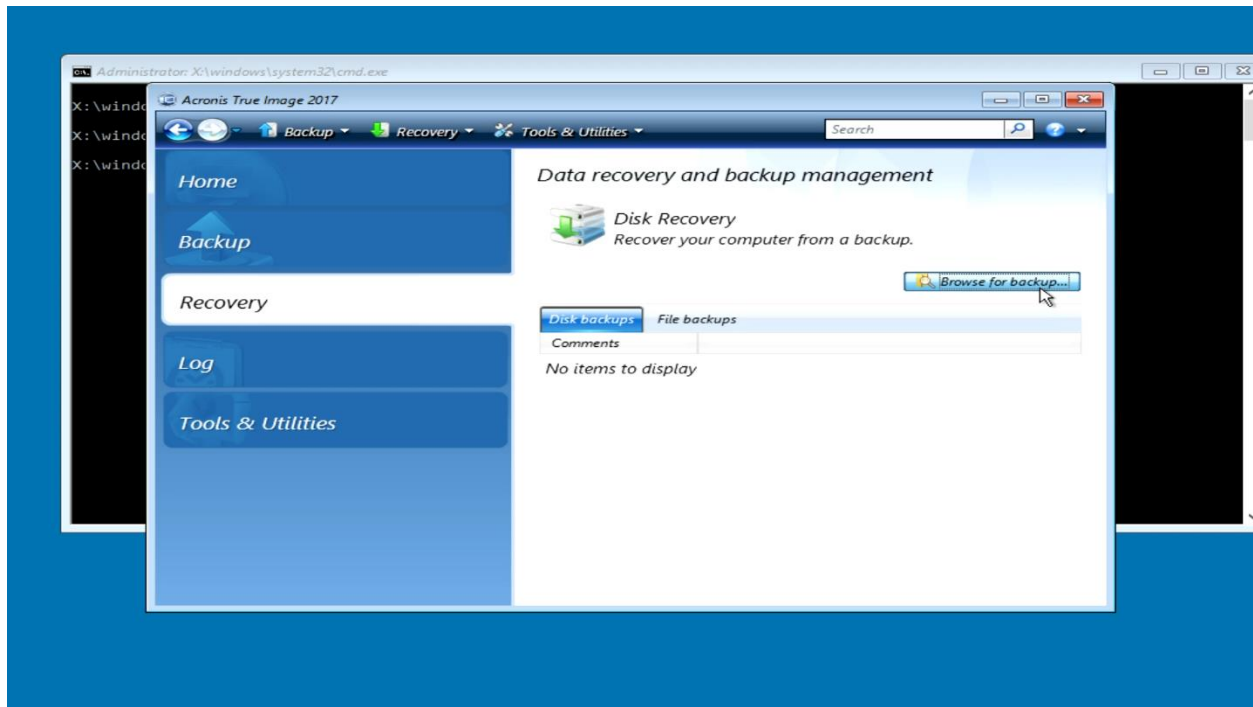 Administrator: X:\windows\system32\cmd.exe
X:\windo
X:\windo
X:\windo
Acronis True Image 2017
Backup Recovery Tools & Utilities Search
Home
Backup
Recovery
Log
Tools & Utilities
Data recovery and backup management
Disk Recovery
Recover your computer from a backup.
Browse for backup...
Disk backups File backups
Comments
No items to display